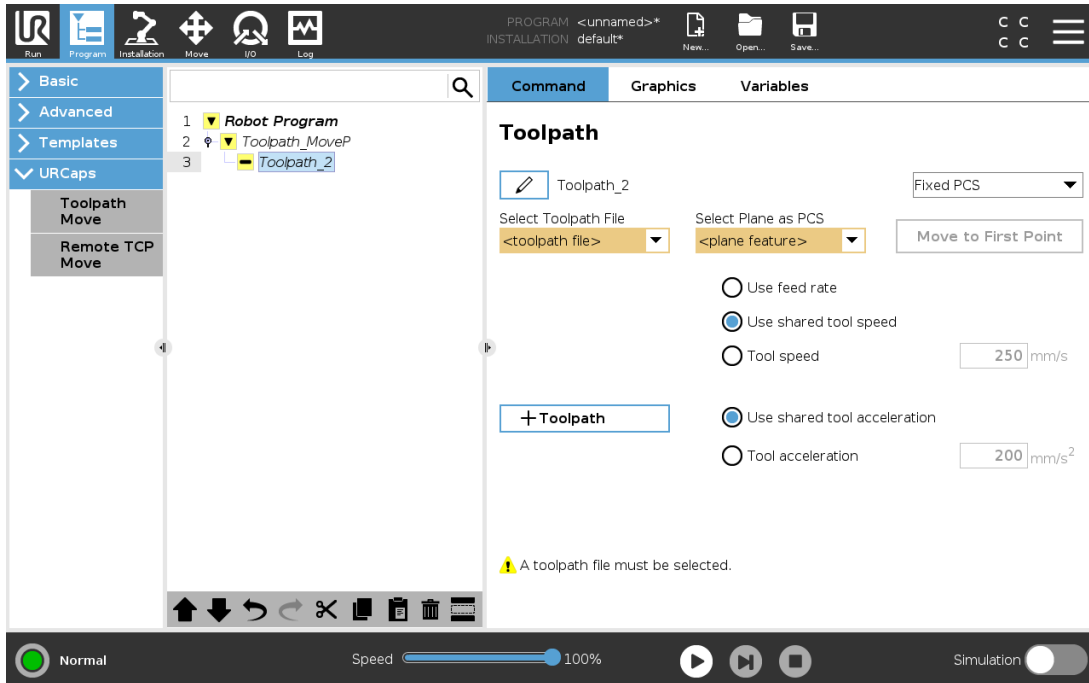 UR
PROGRAM <unnamed>*
INSTALLATION default*
C C
C C
Run Program Installation Move I/O Log New... Open... Save...
Basic
Advanced
Templates
URCaps
Toolpath
Move
Remote TCP
Move
1 Robot Program
2 Toolpath_MoveP
3 Toolpath_2
Command Graphics Variables
Toolpath
Toolpath_2 Fixed PCS
Select Toolpath File Select Plane as PCS
<toolpath file> <plane feature> Move to First Point
Use feed rate
Use shared tool speed
Tool speed 250 mm/s
+Toolpath Use shared tool acceleration
Tool acceleration 200 mm/s²
A toolpath file must be selected.
Normal Speed 100% Simulation